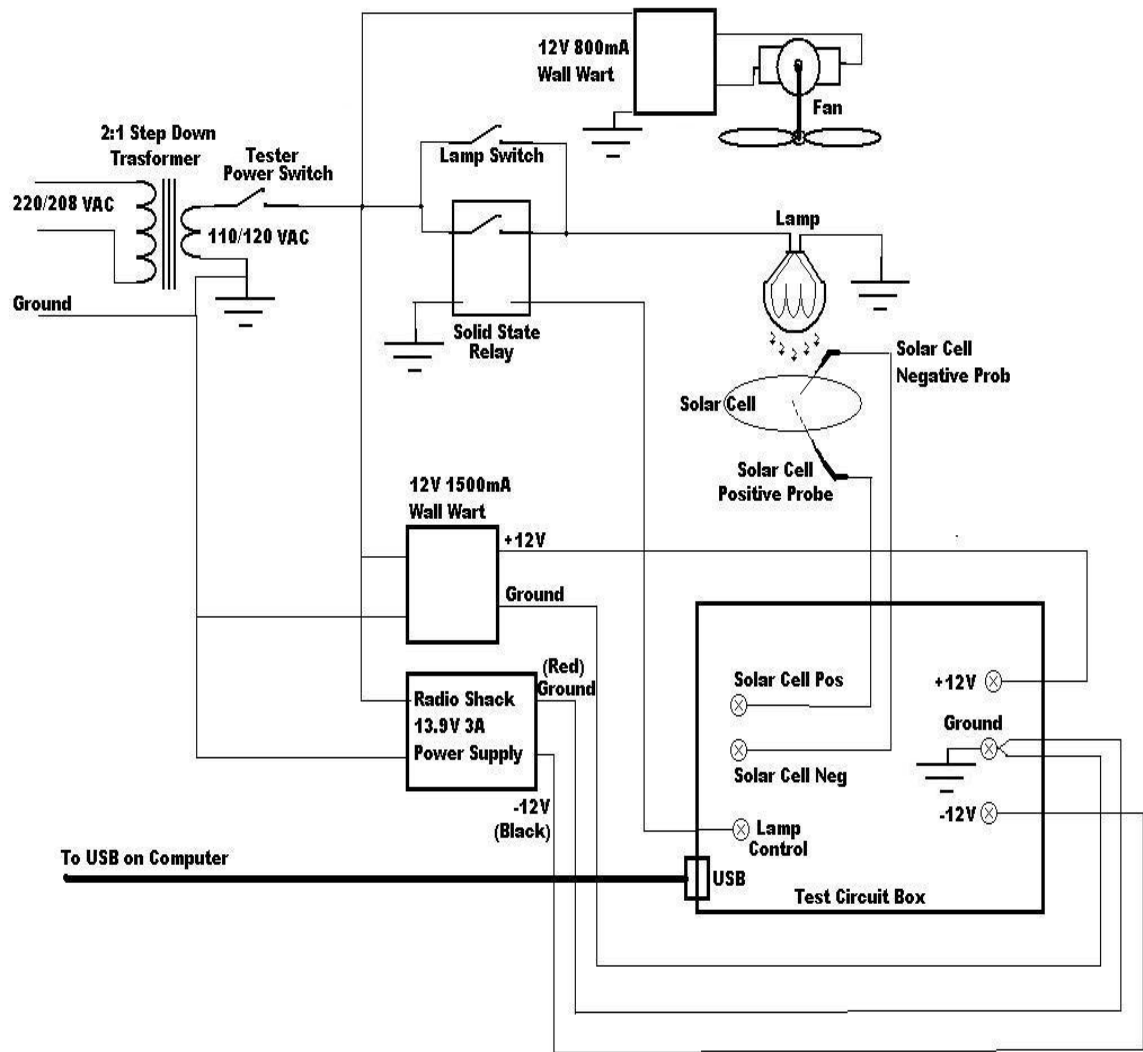 12V 800mA
Wall Wart
Fan
2:1 Step Down
Trasformer
Tester
Power Switch
Lamp Switch
220/208 VAC
110/120 VAC
Lamp
Ground
Solid State
Relay
Solar Cell
Negative Prob
Solar Cell
Solar Cell
Positive Probe
12V 1500mA
Wall Wart
+12V
Ground
(Red)
Ground
Radio Shack
13.9V 3A
Power Supply
-12V
(Black)
Solar Cell Pos
+12V
Ground
Solar Cell Neg
-12V
Lamp
Control
To USB on Computer
USB
Test Circuit Box